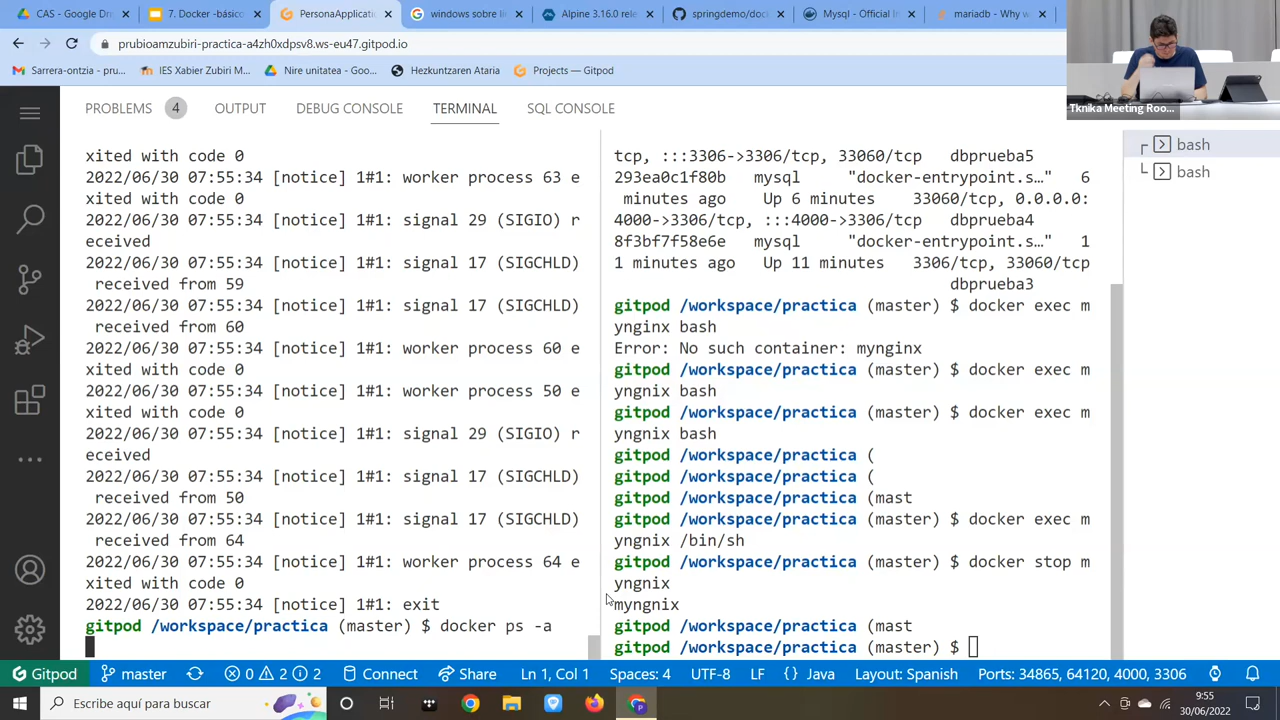 CAS - Google Drive
7. Docker -básico
PersonaApplication
windows sobre l
Alpine 3.16.0 rele
springdemo/docke
Mysql - Official Im
mariadb - Why w
prubioamzubiri-practica-a4zh0xdpsv8.ws-eu47.gitpod.io
Sarrera-ontzia - pru...
IES Xabier Zubiri M...
Nire unitatea - Goo...
Hezkuntzaren Ataria
Projects — Gitpod
Tknika Meeting Roo...
PROBLEMS 4 OUTPUT DEBUG CONSOLE TERMINAL SQL CONSOLE
xited with code 0
2022/06/30 07:55:34 [notice] 1#1: worker process 63 e
xited with code 0
2022/06/30 07:55:34 [notice] 1#1: signal 29 (SIGIO) r
eceived
2022/06/30 07:55:34 [notice] 1#1: signal 17 (SIGCHLD)
received from 59
2022/06/30 07:55:34 [notice] 1#1: signal 17 (SIGCHLD)
received from 60
2022/06/30 07:55:34 [notice] 1#1: worker process 60 e
xited with code 0
2022/06/30 07:55:34 [notice] 1#1: worker process 50 e
xited with code 0
2022/06/30 07:55:34 [notice] 1#1: signal 29 (SIGIO) r
eceived
2022/06/30 07:55:34 [notice] 1#1: signal 17 (SIGCHLD)
received from 50
2022/06/30 07:55:34 [notice] 1#1: signal 17 (SIGCHLD)
received from 64
2022/06/30 07:55:34 [notice] 1#1: worker process 64 e
xited with code 0
2022/06/30 07:55:34 [notice] 1#1: exit
gitpod /workspace/practica (master) $ docker ps -a
tcp, :::3306->3306/tcp, 33060/tcp dbprueba5
293ea0c1f80b mysql "docker-entrypoint.s…" 6
minutes ago Up 6 minutes 33060/tcp, 0.0.0.0:
4000->3306/tcp, :::4000->3306/tcp dbprueba4
8f3bf7f58e6e mysql "docker-entrypoint.s…" 1
1 minutes ago Up 11 minutes 3306/tcp, 33060/tcp
dbprueba3
gitpod /workspace/practica (master) $ docker exec m
ynginx bash
Error: No such container: mynginx
gitpod /workspace/practica (master) $ docker exec m
yngnix bash
gitpod /workspace/practica (master) $ docker exec m
yngnix bash
gitpod /workspace/practica (
gitpod /workspace/practica (
gitpod /workspace/practica (mast
gitpod /workspace/practica (master) $ docker exec m
yngnix /bin/sh
gitpod /workspace/practica (master) $ docker stop m
yngnix
myngnix
gitpod /workspace/practica (mast
gitpod /workspace/practica (master) $
bash
bash
Gitpod master 0 2 2 Connect Share Ln 1, Col 1 Spaces: 4 UTF-8 LF {} Java Layout: Spanish Ports: 34865, 64120, 4000, 3306
Escribe aquí para buscar
9:55
30/06/2022